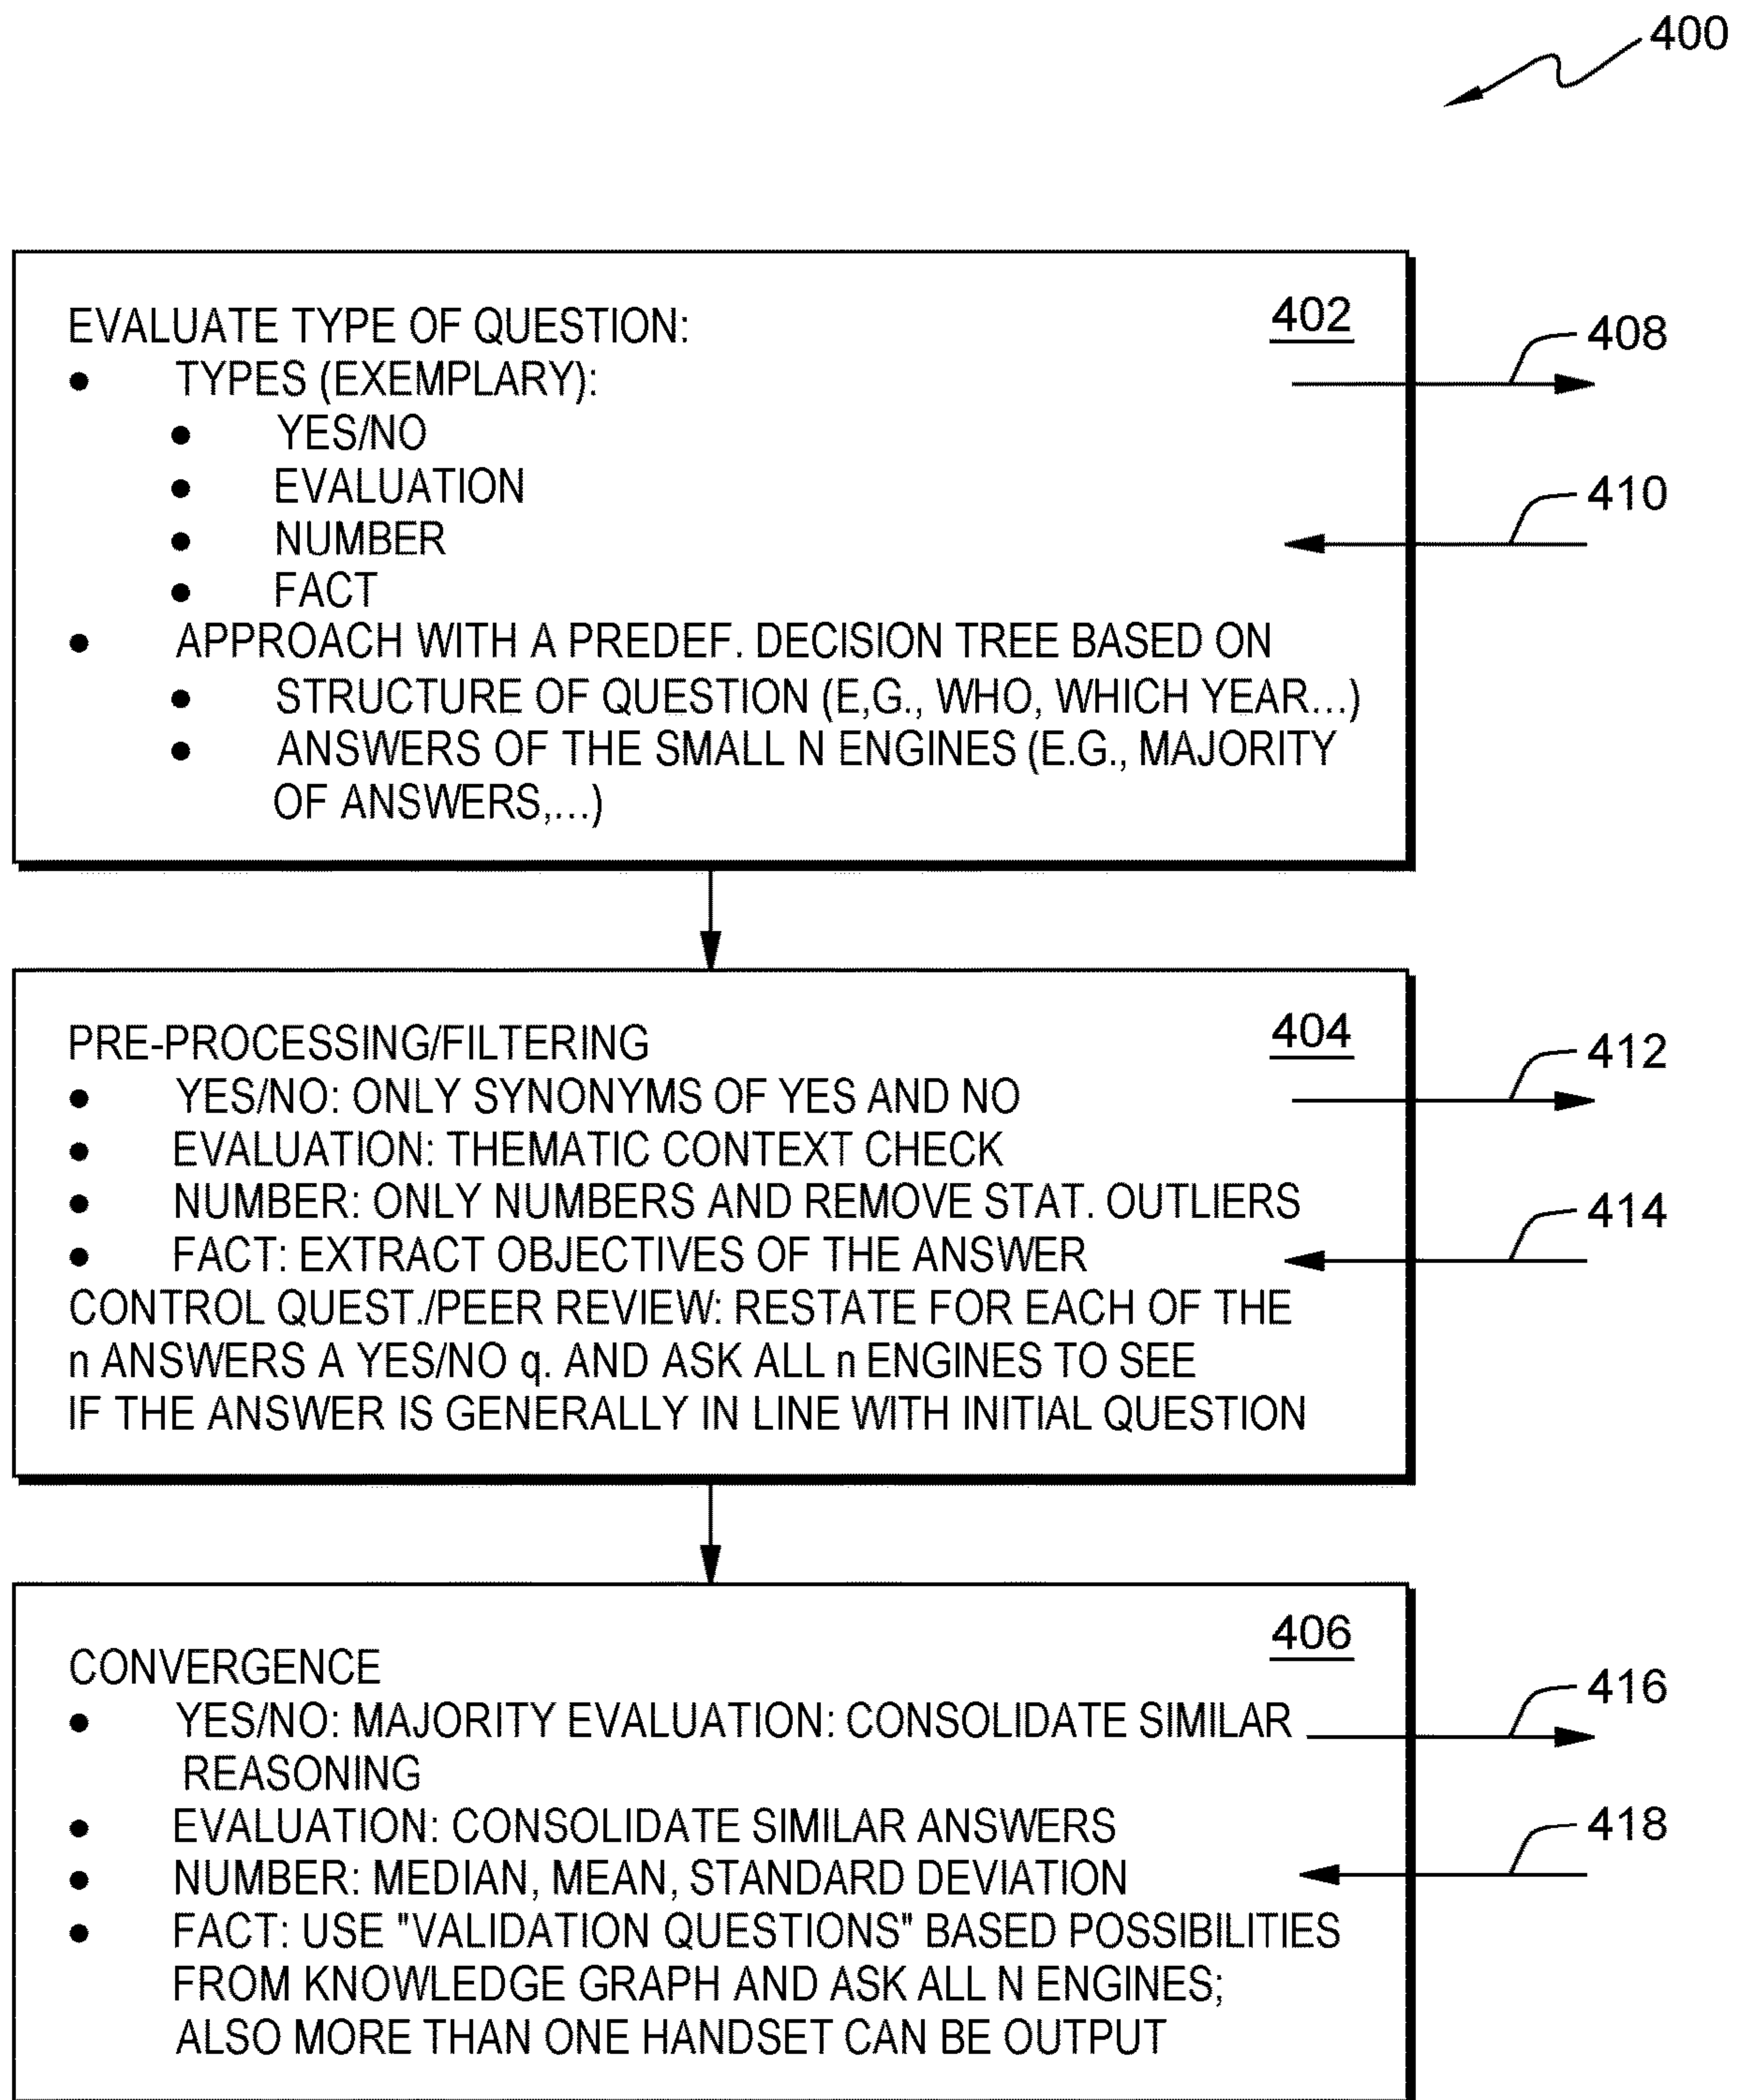 400
EVALUATE TYPE OF QUESTION:
402
● TYPES (EXEMPLARY):
408
● YES/NO
● EVALUATION
410
● NUMBER
● FACT
● APPROACH WITH A PREDEF. DECISION TREE BASED ON
● STRUCTURE OF QUESTION (E,G., WHO, WHICH YEAR...)
● ANSWERS OF THE SMALL N ENGINES (E.G., MAJORITY
OF ANSWERS,...)
PRE-PROCESSING/FILTERING
404
412
● YES/NO: ONLY SYNONYMS OF YES AND NO
● EVALUATION: THEMATIC CONTEXT CHECK
● NUMBER: ONLY NUMBERS AND REMOVE STAT. OUTLIERS
414
● FACT: EXTRACT OBJECTIVES OF THE ANSWER
CONTROL QUEST./PEER REVIEW: RESTATE FOR EACH OF THE
n ANSWERS A YES/NO q. AND ASK ALL n ENGINES TO SEE
IF THE ANSWER IS GENERALLY IN LINE WITH INITIAL QUESTION
406
CONVERGENCE
416
● YES/NO: MAJORITY EVALUATION: CONSOLIDATE SIMILAR
REASONING
● EVALUATION: CONSOLIDATE SIMILAR ANSWERS
418
● NUMBER: MEDIAN, MEAN, STANDARD DEVIATION
● FACT: USE "VALIDATION QUESTIONS" BASED POSSIBILITIES
FROM KNOWLEDGE GRAPH AND ASK ALL N ENGINES;
ALSO MORE THAN ONE HANDSET CAN BE OUTPUT